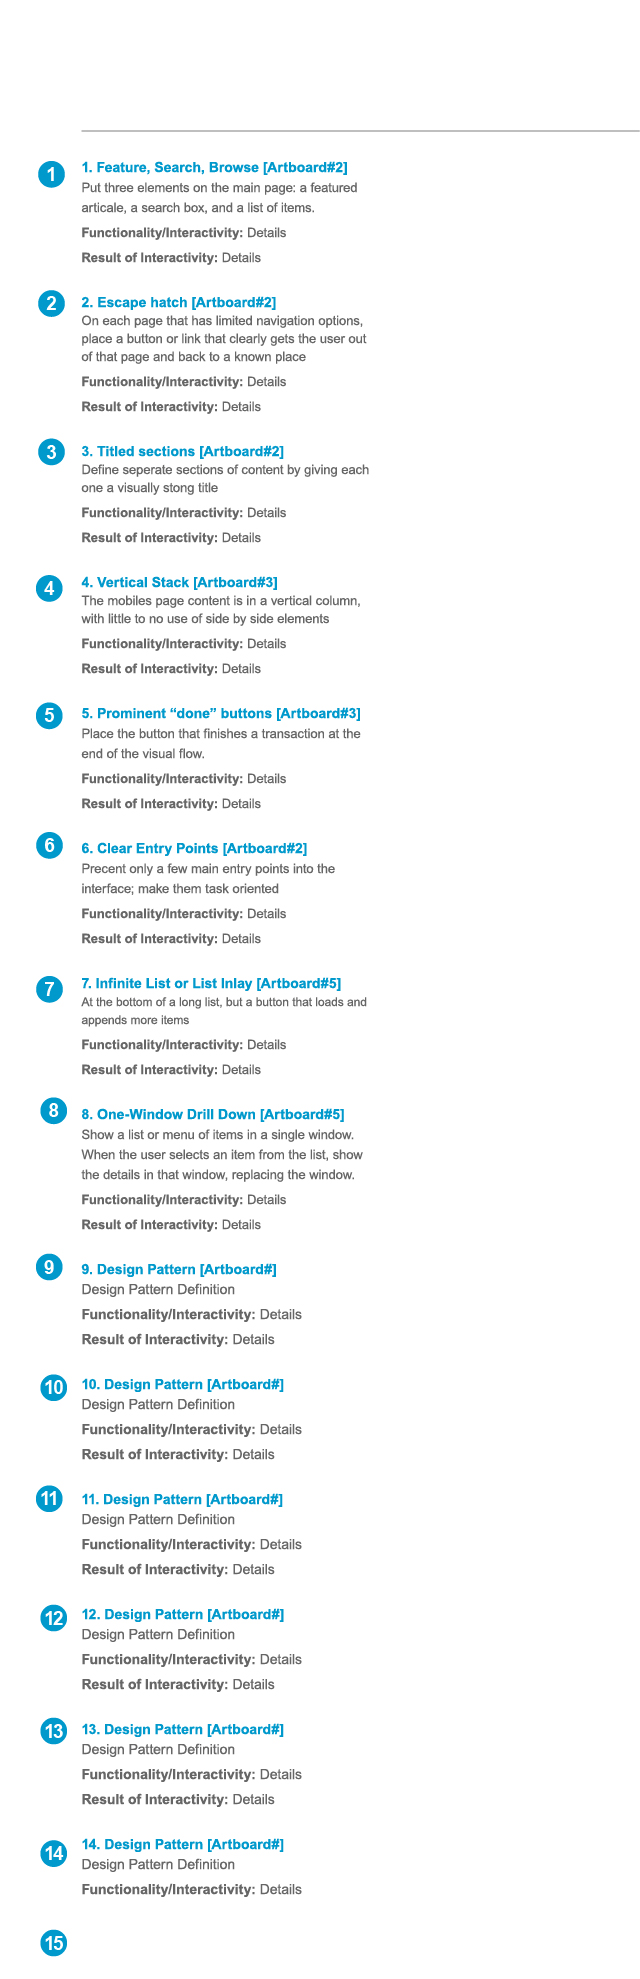 1
1. Feature, Search, Browse [Artboard#2]
Put three elements on the main page: a featured
articale, a search box, and a list of items.
Functionality/Interactivity: Details
Result of Interactivity: Details
2
2. Escape hatch [Artboard#2]
On each page that has limited navigation options,
place a button or link that clearly gets the user out
of that page and back to a known place
Functionality/Interactivity: Details
Result of Interactivity: Details
3
3. Titled sections [Artboard#2]
Define seperate sections of content by giving each
one a visually stong title
Functionality/Interactivity: Details
Result of Interactivity: Details
4
4. Vertical Stack [Artboard#3]
The mobiles page content is in a vertical column,
with little to no use of side by side elements
Functionality/Interactivity: Details
Result of Interactivity: Details
5
5. Prominent “done” buttons [Artboard#3]
Place the button that finishes a transaction at the
end of the visual flow.
Functionality/Interactivity: Details
Result of Interactivity: Details
6
6. Clear Entry Points [Artboard#2]
Precent only a few main entry points into the
interface; make them task oriented
Functionality/Interactivity: Details
Result of Interactivity: Details
7
7. Infinite List or List Inlay [Artboard#5]
At the bottom of a long list, but a button that loads and
appends more items
Functionality/Interactivity: Details
Result of Interactivity: Details
8
8. One-Window Drill Down [Artboard#5]
Show a list or menu of items in a single window.
When the user selects an item from the list, show
the details in that window, replacing the window.
Functionality/Interactivity: Details
Result of Interactivity: Details
9
9. Design Pattern [Artboard#]
Design Pattern Definition
Functionality/Interactivity: Details
Result of Interactivity: Details
10
10. Design Pattern [Artboard#]
Design Pattern Definition
Functionality/Interactivity: Details
Result of Interactivity: Details
11
11. Design Pattern [Artboard#]
Design Pattern Definition
Functionality/Interactivity: Details
Result of Interactivity: Details
12
12. Design Pattern [Artboard#]
Design Pattern Definition
Functionality/Interactivity: Details
Result of Interactivity: Details
13
13. Design Pattern [Artboard#]
Design Pattern Definition
Functionality/Interactivity: Details
Result of Interactivity: Details
14
14. Design Pattern [Artboard#]
Design Pattern Definition
Functionality/Interactivity: Details
15